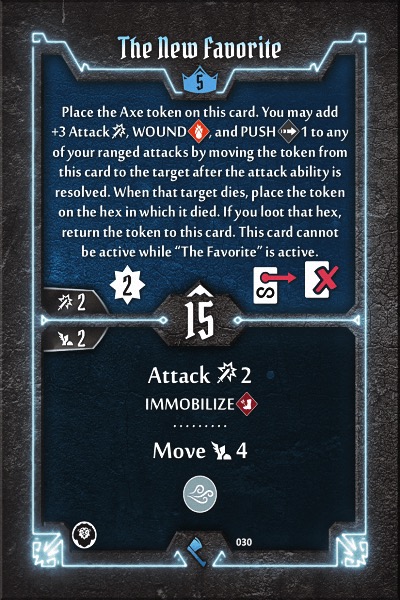 The New Favorite
5
Place the Axe token on this card. You may add
+3 Attack, WOUND, and PUSH 1 to any
of your ranged attacks by moving the token from
this card to the target after the attack ability is
resolved. When that target dies, place the token
on the hex in which it died. If you loot that hex,
return the token to this card. This card cannot
be active while “The Favorite” is active.
2
S
2
15
2
Attack 2
IMMOBILIZE
Move 4
030